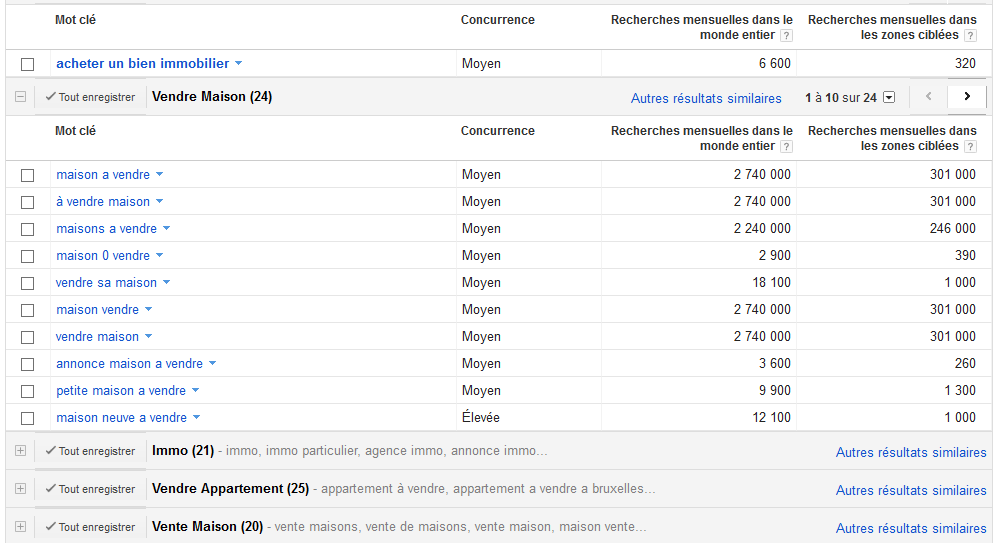 Mot clé Concurrence Recherches mensuelles dans le monde entier ? Recherches mensuelles dans les zones ciblées ?
acheter un bien immobilier Moyen 6 600 320
Tout enregistrer Vendre Maison (24) Autres résultats similaires 1 à 10 sur 24
Mot clé Concurrence Recherches mensuelles dans le monde entier ? Recherches mensuelles dans les zones ciblées ?
maison a vendre Moyen 2 740 000 301 000
à vendre maison Moyen 2 740 000 301 000
maisons a vendre Moyen 2 240 000 246 000
maison 0 vendre Moyen 2 900 390
vendre sa maison Moyen 18 100 1 000
maison vendre Moyen 2 740 000 301 000
vendre maison Moyen 2 740 000 301 000
annonce maison a vendre Moyen 3 600 260
petite maison a vendre Moyen 9 900 1 300
maison neuve a vendre Élevée 12 100 1 000
Tout enregistrer Immo (21) - immo, immo particulier, agence immo, annonce immo... Autres résultats similaires
Tout enregistrer Vendre Appartement (25) - appartement à vendre, appartement a vendre a bruxelles... Autres résultats similaires
Tout enregistrer Vente Maison (20) - vente maisons, vente de maisons, vente maison, maison vente... Autres résultats similaires